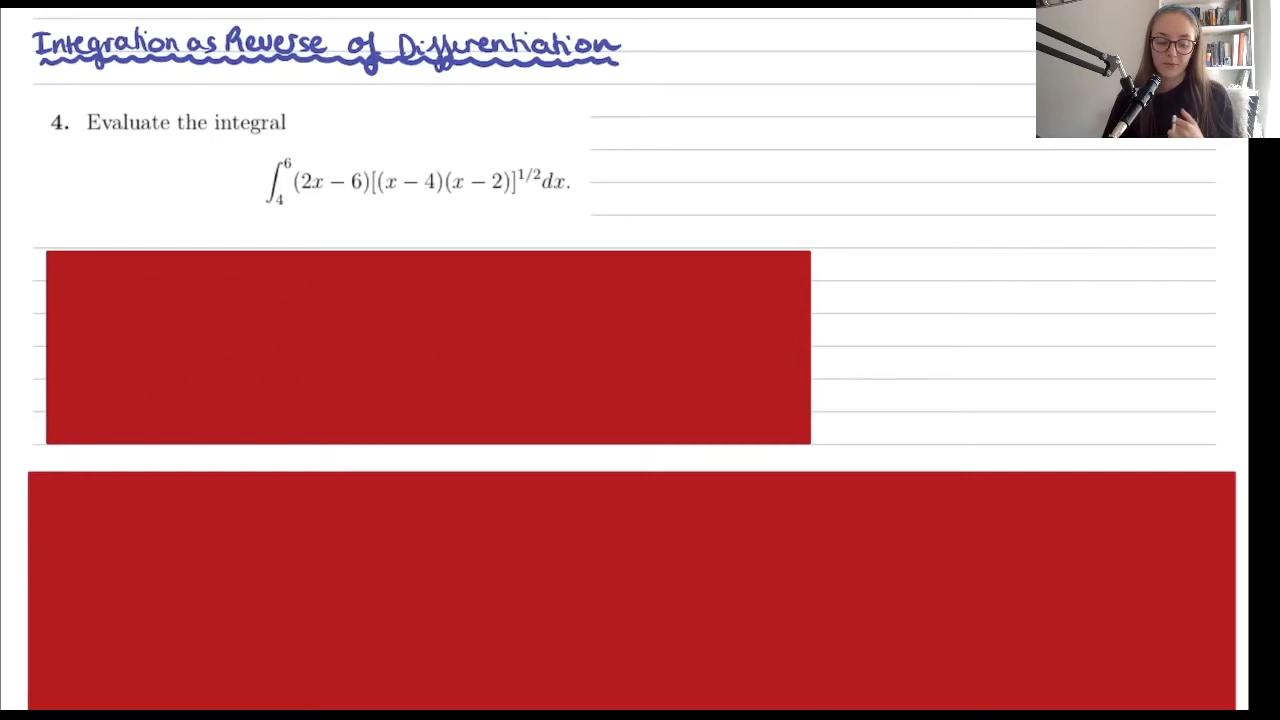 Integration as Reverse of Differentiation
4. Evaluate the integral
∫₄⁶ (2x − 6)[(x − 4)(x − 2)]^{1/2}dx.